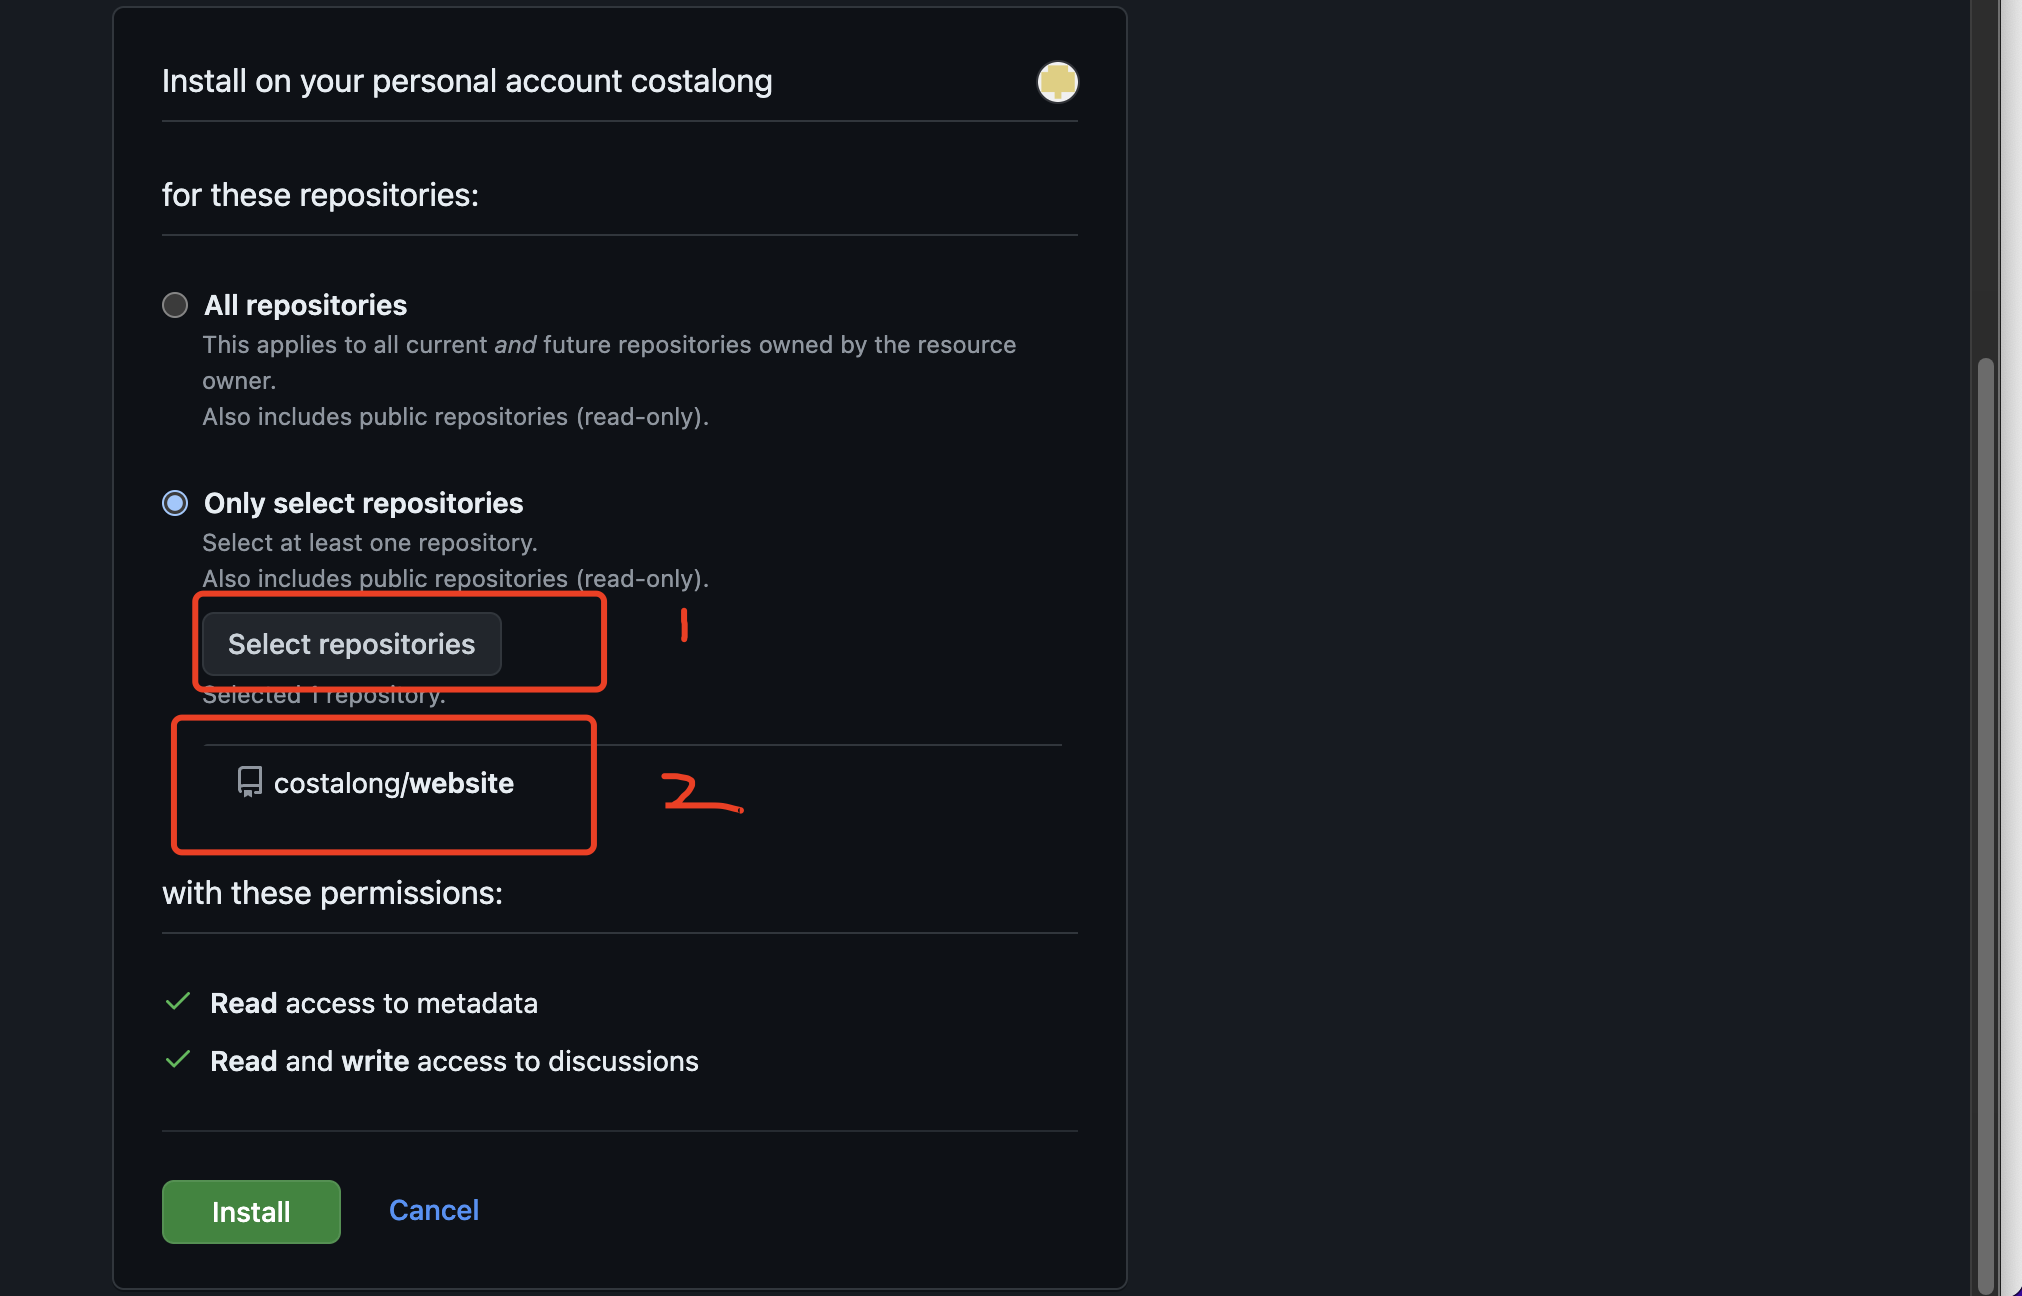 Install on your personal account costalong
for these repositories:
All repositories
This applies to all current and future repositories owned by the resource
owner.
Also includes public repositories (read-only).
Only select repositories
Select at least one repository.
Also includes public repositories (read-only).
Select repositories
1
Selected 1 repository.
costalong/website
2
with these permissions:
Read access to metadata
Read and write access to discussions
Install
Cancel